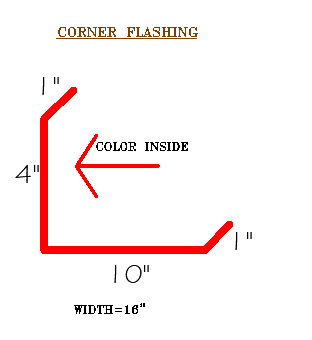 CORNER FLASHING
1"
COLOR INSIDE
4"
1"
10"
WIDTH=16"